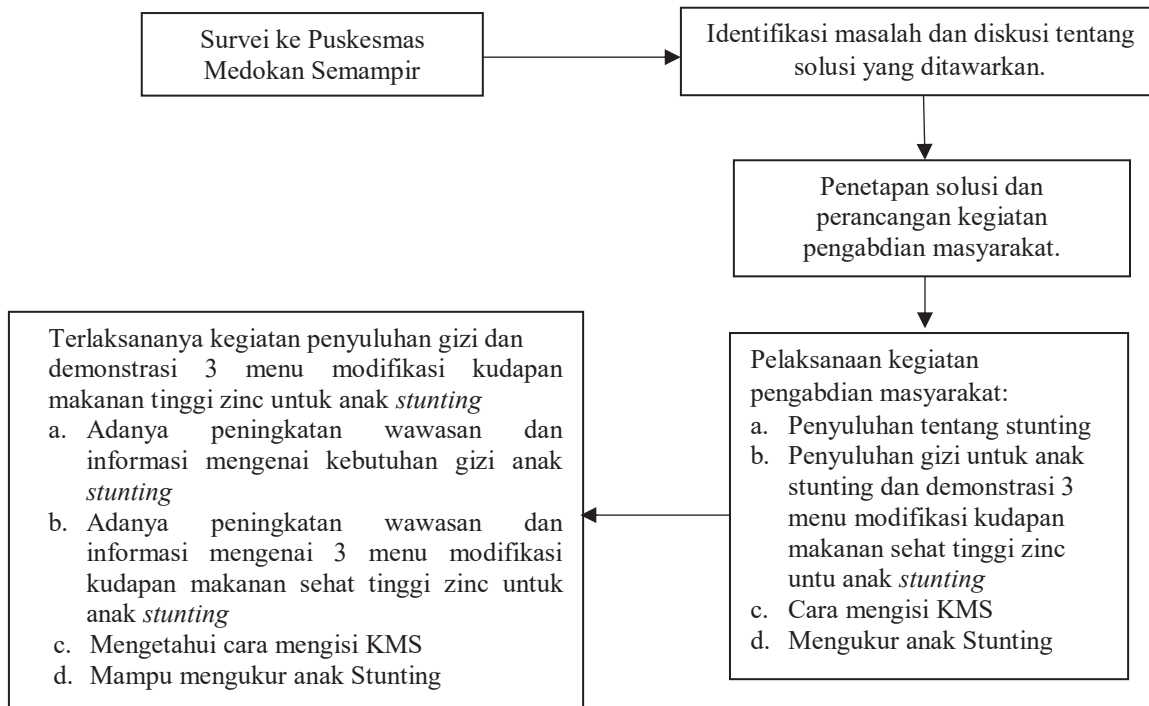 Survei ke Puskesmas
Medokan Semampir
Identifikasi masalah dan diskusi tentang
solusi yang ditawarkan.
Penetapan solusi dan
perancangan kegiatan
pengabdian masyarakat.
Pelaksanaan kegiatan
pengabdian masyarakat:
a. Penyuluhan tentang stunting
b. Penyuluhan gizi untuk anak
stunting dan demonstrasi 3
menu modifikasi kudapan
makanan sehat tinggi zinc
untu anak stunting
c. Cara mengisi KMS
d. Mengukur anak Stunting
Terlaksananya kegiatan penyuluhan gizi dan
demonstrasi 3 menu modifikasi kudapan
makanan tinggi zinc untuk anak stunting
a. Adanya peningkatan wawasan dan
informasi mengenai kebutuhan gizi anak
stunting
b. Adanya peningkatan wawasan dan
informasi mengenai 3 menu modifikasi
kudapan makanan sehat tinggi zinc untuk
anak stunting
c. Mengetahui cara mengisi KMS
d. Mampu mengukur anak Stunting